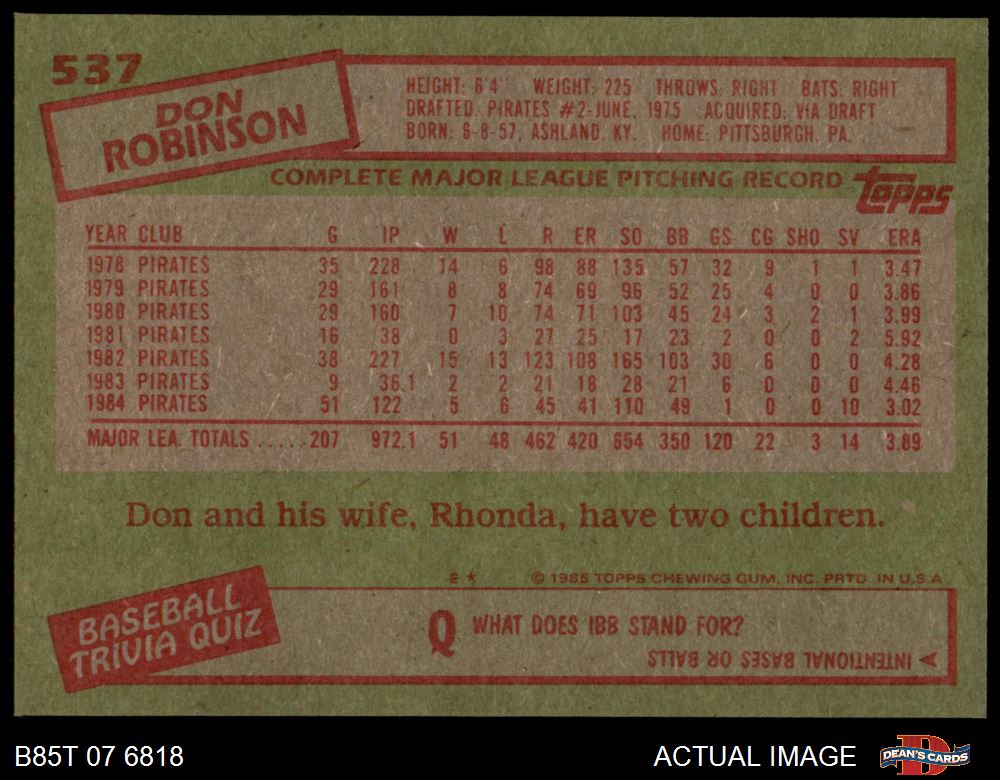 537
DON
ROBINSON
HEIGHT: 6'4" WEIGHT: 225 THROWS: RIGHT BATS: RIGHT
DRAFTED: PIRATES #2-JUNE, 1975 ACQUIRED: VIA DRAFT
BORN: 6-8-57, ASHLAND, KY. HOME: PITTSBURGH, PA.
COMPLETE MAJOR LEAGUE PITCHING RECORD topps
YEAR CLUB G IP W L R ER SO BB GS CG SHO SV ERA
1978 PIRATES 35 228 14 6 98 88 135 57 32 9 1 1 3.47
1979 PIRATES 29 161 8 8 74 69 96 52 25 4 0 0 3.86
1980 PIRATES 29 160 7 10 74 71 103 45 24 3 2 1 3.99
1981 PIRATES 16 38 0 3 27 25 17 23 2 0 0 2 5.92
1982 PIRATES 38 227 15 13 123 108 165 103 30 6 0 0 4.28
1983 PIRATES 9 36.1 2 2 21 18 28 21 6 0 0 0 4.46
1984 PIRATES 51 122 5 6 45 41 110 49 1 0 0 10 3.02
MAJOR LEA. TOTALS ..... 207 972.1 51 48 462 420 654 350 120 22 3 14 3.89
Don and his wife, Rhonda, have two children.
E * © 1985 TOPPS CHEWING GUM, INC. PRTD. IN U.S.A.
BASEBALL
TRIVIA QUIZ
Q WHAT DOES IBB STAND FOR?
A INTENTIONAL BASES ON BALLS
B85T 07 6818 ACTUAL IMAGE DEAN'S CARDS